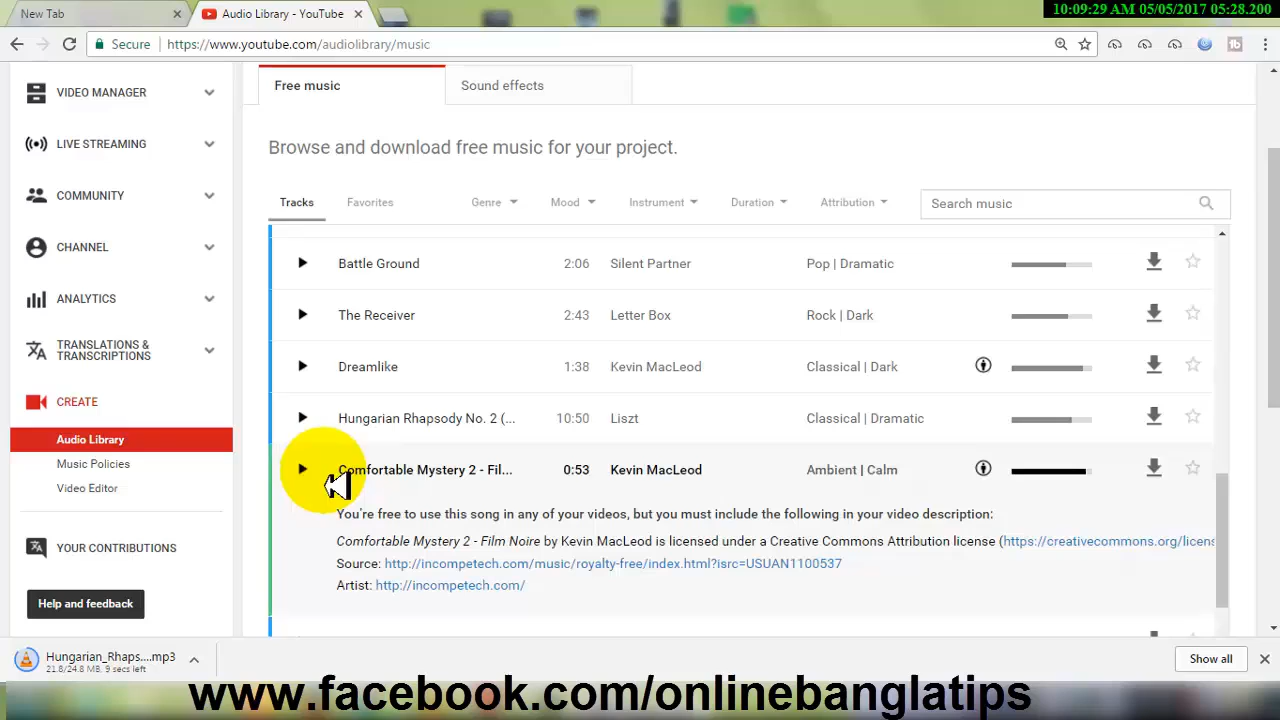 10:09:29 AM 05/05/2017 05:28.200
New Tab
Audio Library - YouTube
Secure
https://www.youtube.com/audiolibrary/music
VIDEO MANAGER
LIVE STREAMING
COMMUNITY
CHANNEL
ANALYTICS
TRANSLATIONS &
TRANSCRIPTIONS
CREATE
Audio Library
Music Policies
Video Editor
YOUR CONTRIBUTIONS
Help and feedback
Free music
Sound effects
Browse and download free music for your project.
Tracks Favorites Genre Mood Instrument Duration Attribution Search music
Battle Ground 2:06 Silent Partner Pop | Dramatic
The Receiver 2:43 Letter Box Rock | Dark
Dreamlike 1:38 Kevin MacLeod Classical | Dark
Hungarian Rhapsody No. 2 (... 10:50 Liszt Classical | Dramatic
Comfortable Mystery 2 - Fil... 0:53 Kevin MacLeod Ambient | Calm
You're free to use this song in any of your videos, but you must include the following in your video description:
Comfortable Mystery 2 - Film Noire by Kevin MacLeod is licensed under a Creative Commons Attribution license (https://creativecommons.org/licens
Source: http://incompetech.com/music/royalty-free/index.html?isrc=USUAN1100537
Artist: http://incompetech.com/
Hungarian_Rhaps....mp3
21.8/24.8 MB, 9 secs left
Show all
www.facebook.com/onlinebanglatips